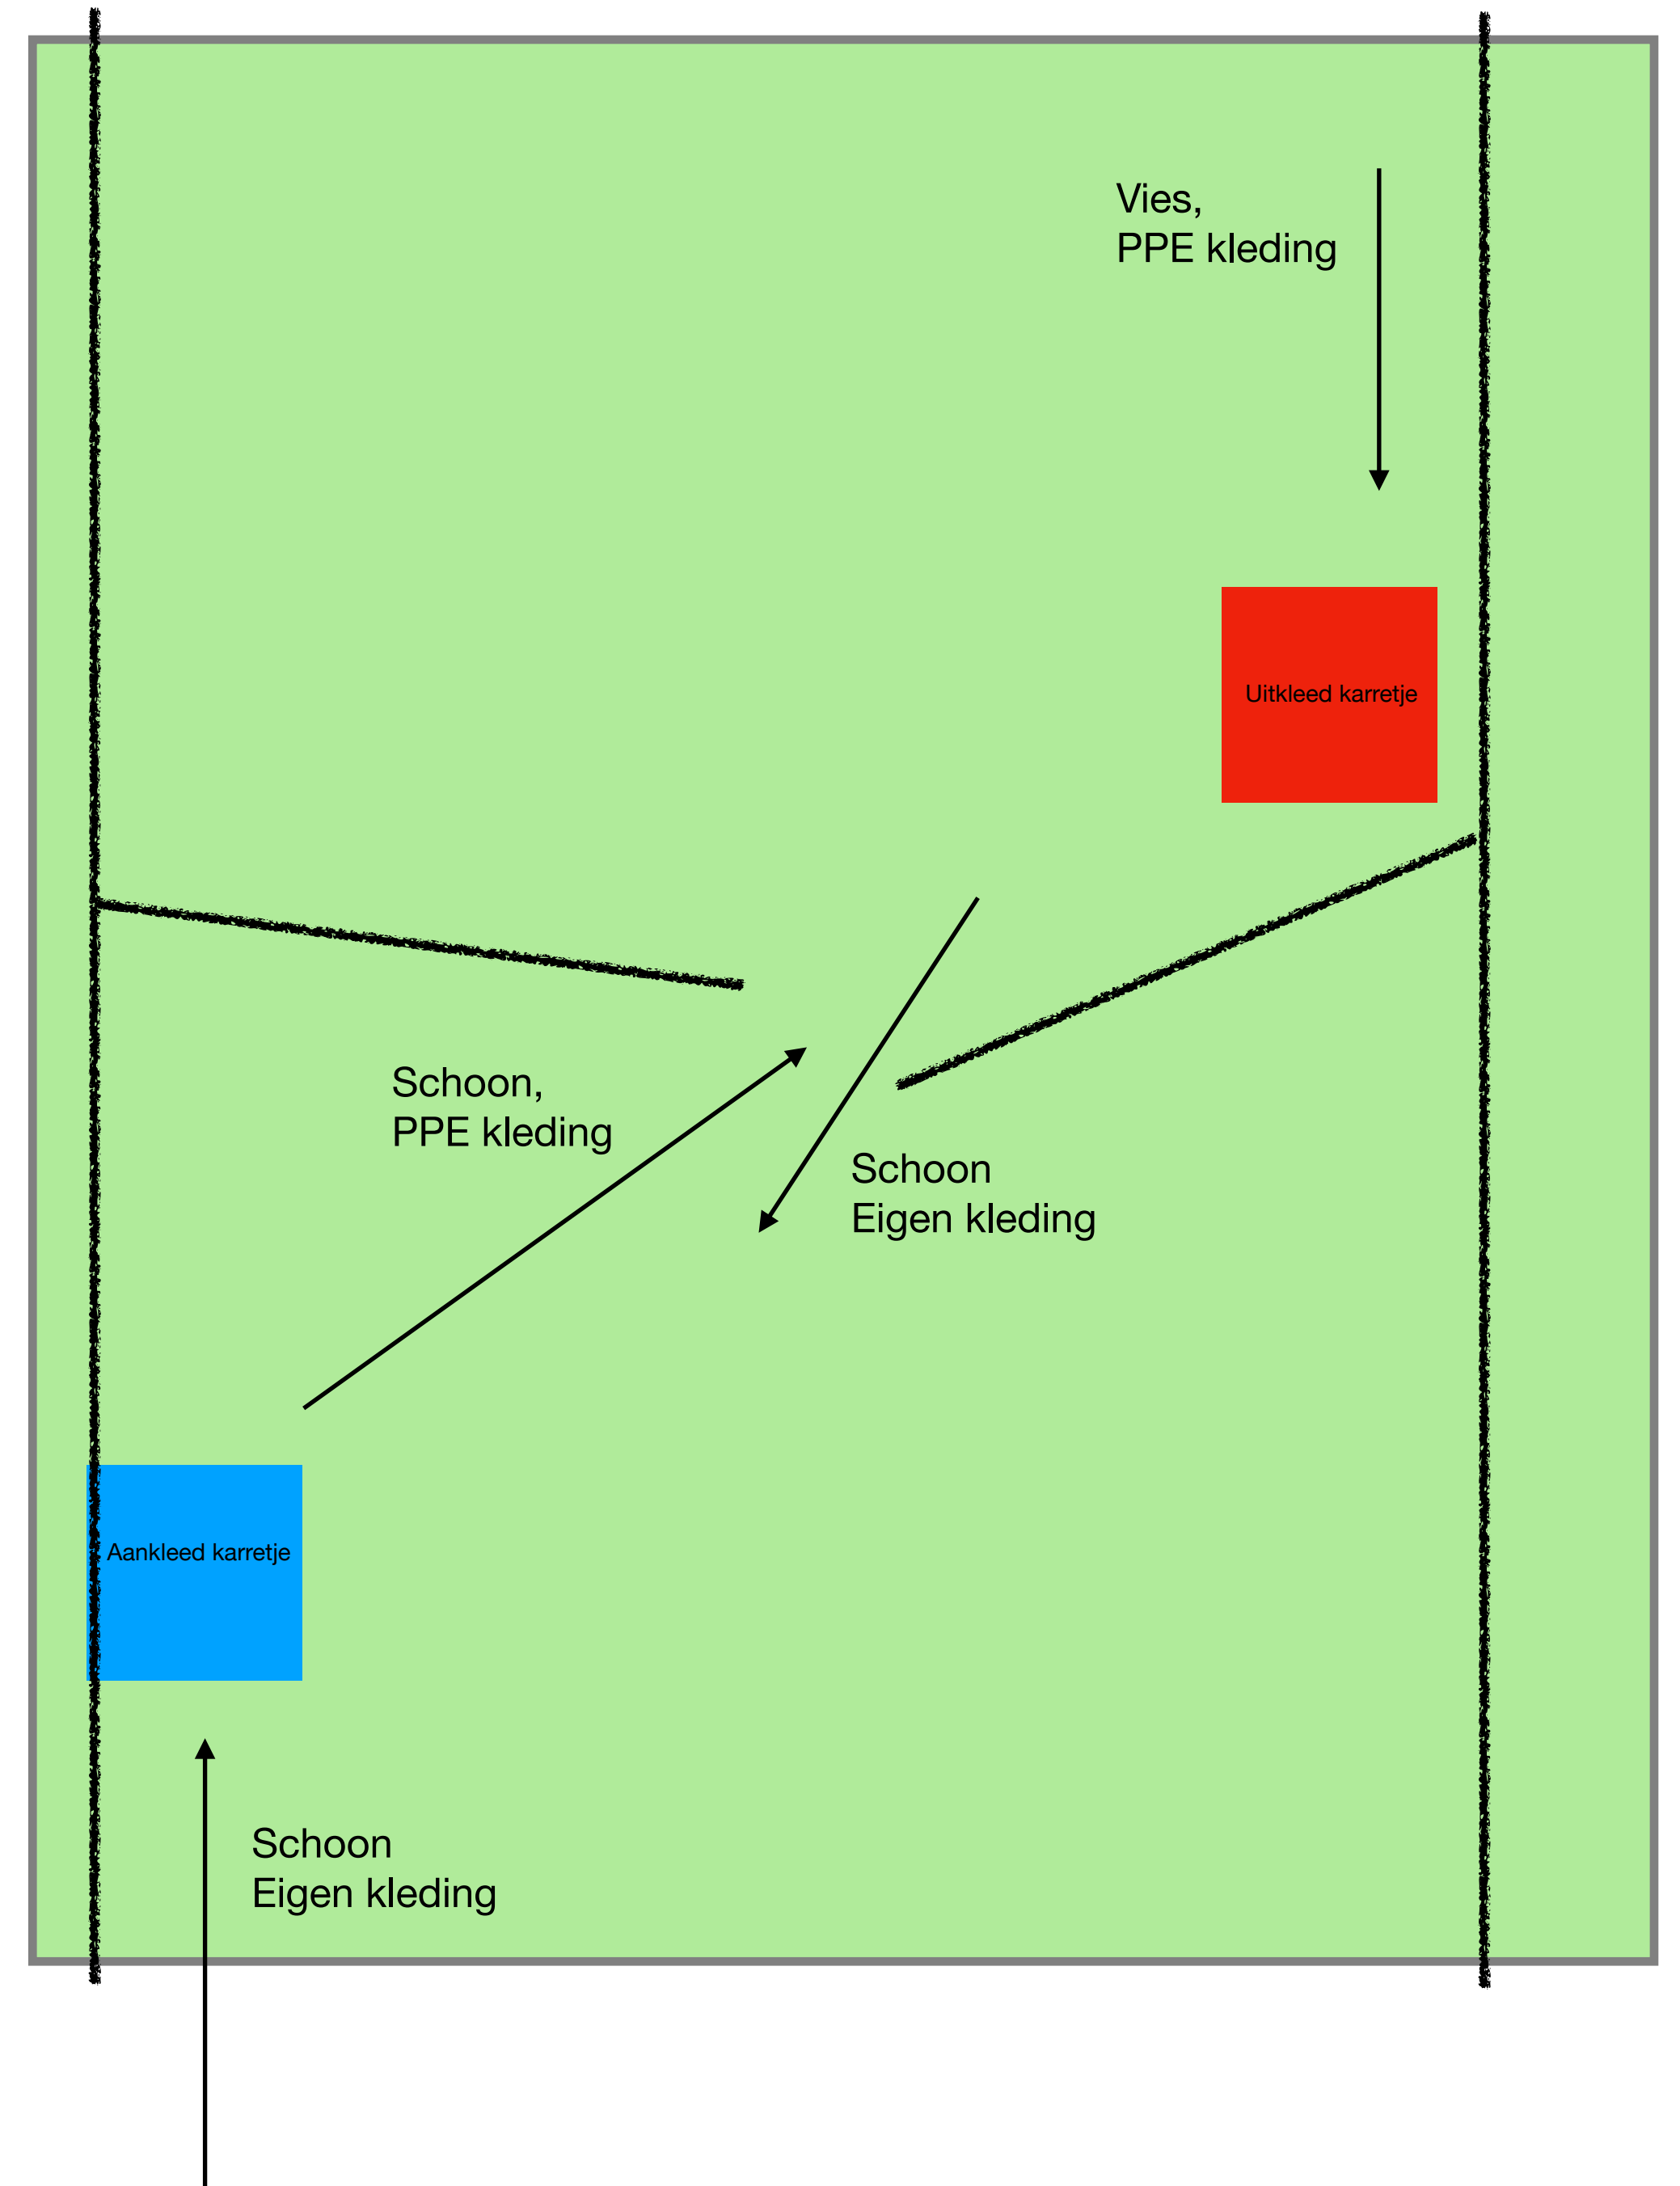 Vies,
PPE kleding
Uitkleed karretje
Schoon,
PPE kleding
Schoon
Eigen kleding
Aankleed karretje
Schoon
Eigen kleding